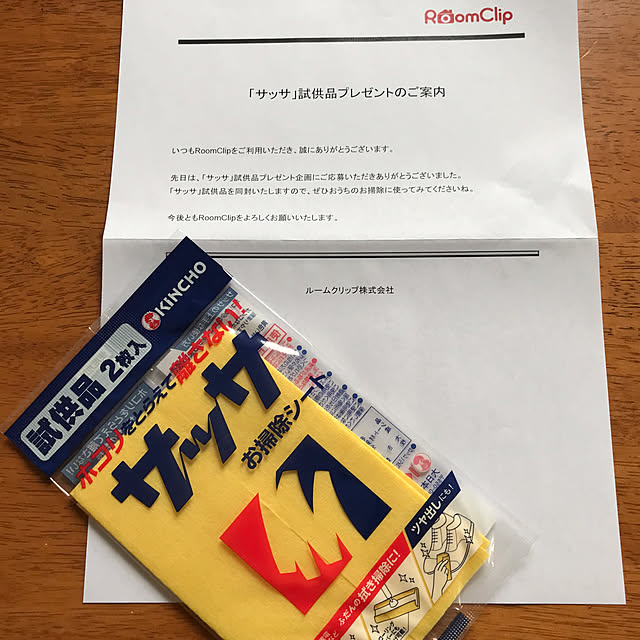 RoomClip
「サッサ」試供品プレゼントのご案内
いつもRoomClipをご利用いただき、誠にありがとうございます。
先日は、「サッサ」試供品プレゼント企画にご応募いただきありがとうございました。
「サッサ」試供品を同封いたしますので、ぜひおうちのお掃除に使ってみてくださいね。
今後ともRoomClipをよろしくお願いいたします。
ルームクリップ株式会社
KINCHO
試供品 2枚入
ホコリをとらえて離さない!
サッサ
お掃除シート
ツヤ出しにも!
ふだんの拭き掃除に!